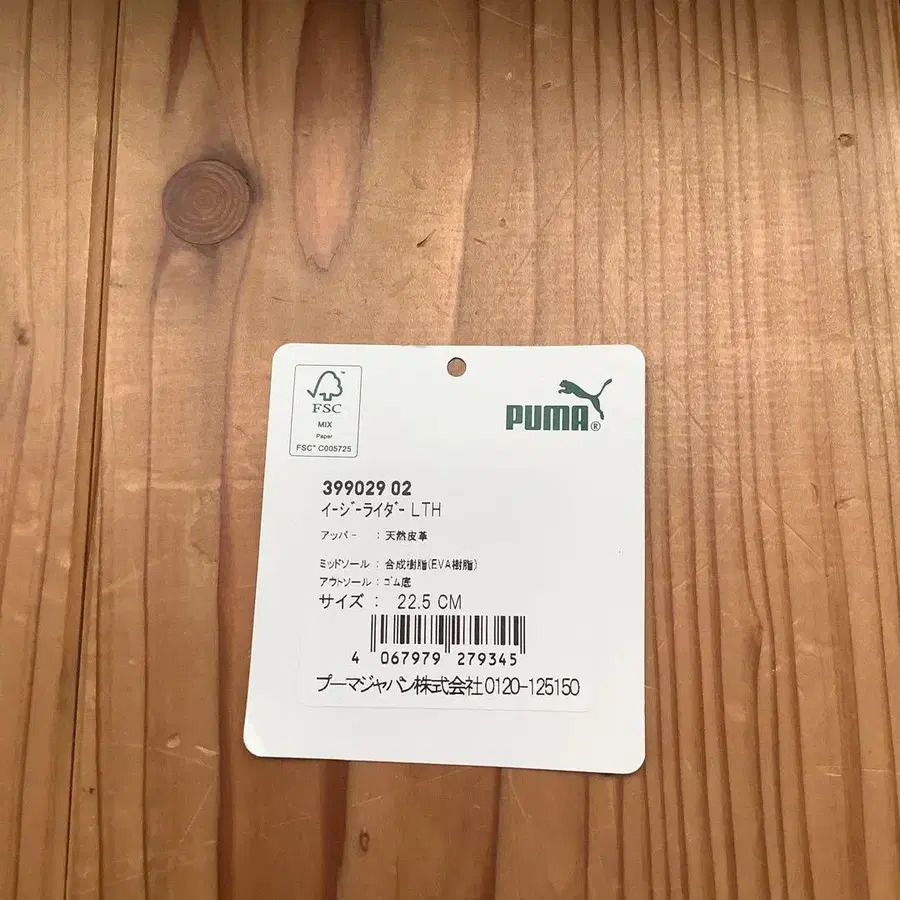 FSC™
MIX
Paper
FSC™ C005725
PUMA®
399029 02
ｲｰｼﾞｰﾗｲﾀﾞｰ LTH
アッパー : 天然皮革
ミッドソール : 合成樹脂(EVA樹脂)
アウトソール : ゴム底
サイズ : 22.5 CM
4 067979 279345
プーマジャパン株式会社0120-125150